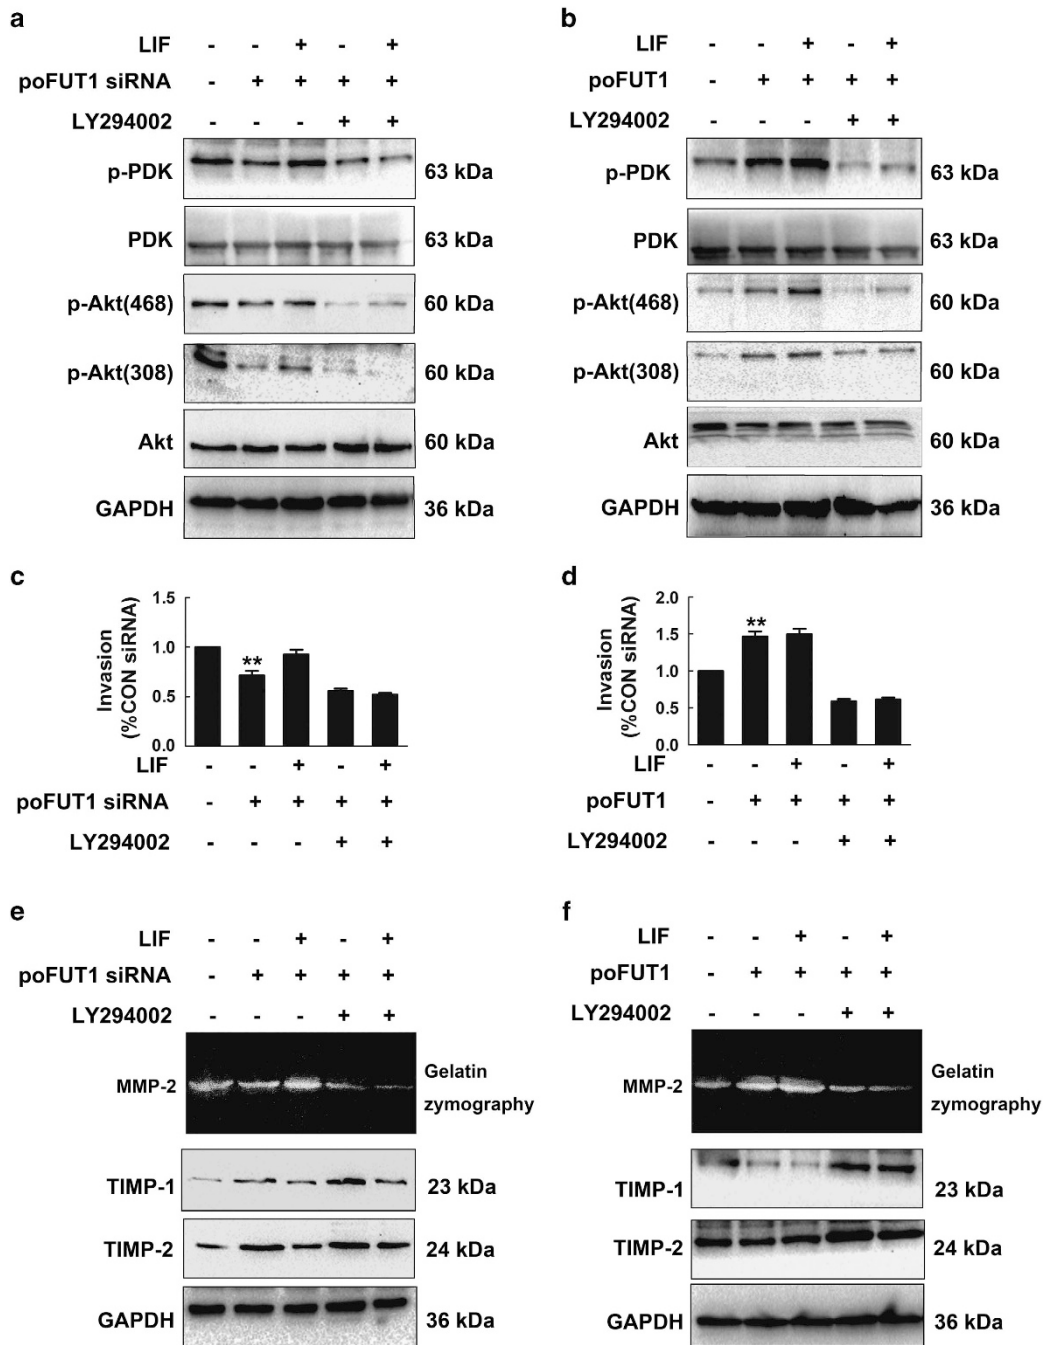 a
LIF - - + - +
poFUT1 siRNA - + + + +
LY294002 - - - + +
p-PDK 63 kDa
PDK 63 kDa
p-Akt(468) 60 kDa
p-Akt(308) 60 kDa
Akt 60 kDa
GAPDH 36 kDa
b
LIF - - + - +
poFUT1 - + + + +
LY294002 - - - + +
p-PDK 63 kDa
PDK 63 kDa
p-Akt(468) 60 kDa
p-Akt(308) 60 kDa
Akt 60 kDa
GAPDH 36 kDa
c
Invasion
(%CON siRNA)
1.5
1.0
0.5
0.0
**
LIF - - + - +
poFUT1 siRNA - + + + +
LY294002 - - - + +
d
Invasion
(%CON siRNA)
2.0
1.5
1.0
0.5
0.0
**
LIF - - + - +
poFUT1 - + + + +
LY294002 - - - + +
e
LIF - - + - +
poFUT1 siRNA - + + + +
LY294002 - - - + +
MMP-2 Gelatin
zymography
TIMP-1 23 kDa
TIMP-2 24 kDa
GAPDH 36 kDa
f
LIF - - + - +
poFUT1 - + + + +
LY294002 - - - + +
MMP-2 Gelatin
zymography
TIMP-1 23 kDa
TIMP-2 24 kDa
GAPDH 36 kDa